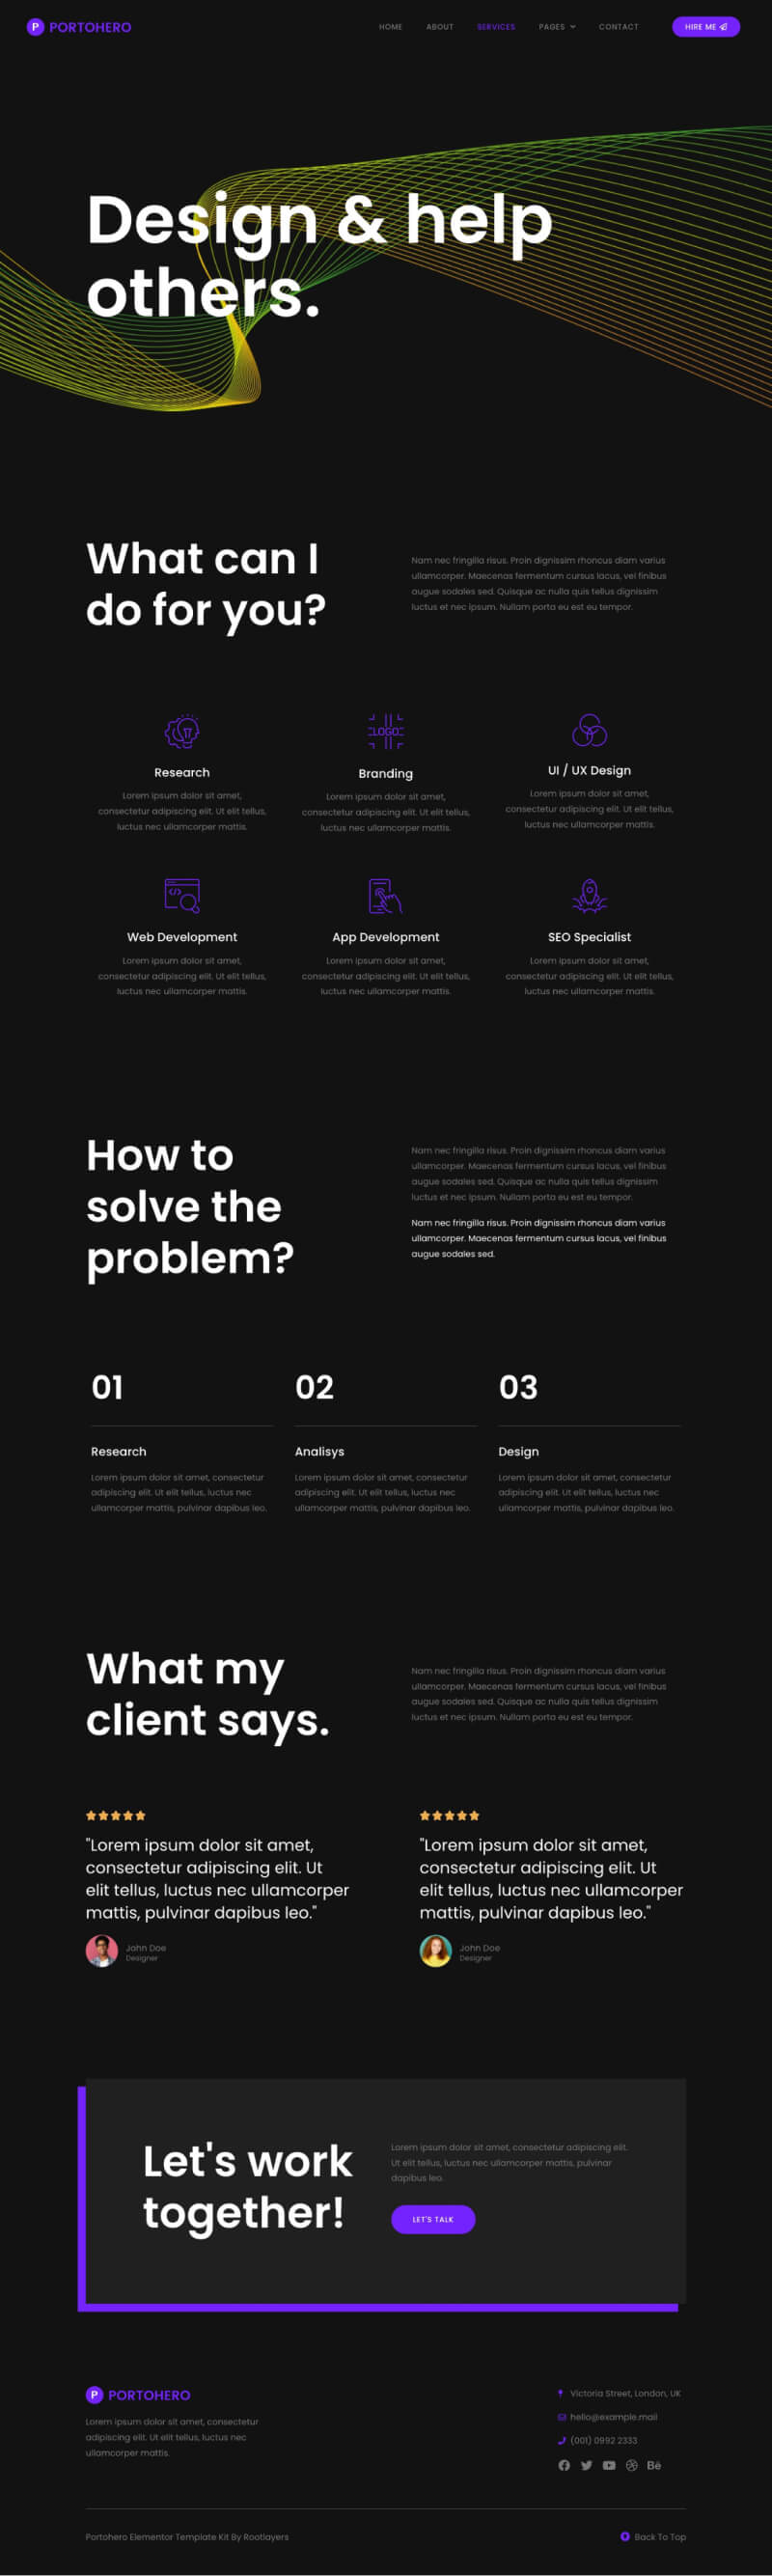 P PORTOHERO
HOME ABOUT SERVICES PAGES CONTACT HIRE ME
Design & help
others.
What can I
do for you?
Nam nec fringilla risus. Proin dignissim rhoncus diam varius
ullamcorper. Maecenas fermentum cursus lacus, vel finibus
augue sodales sed. Quisque ac nulla quis tellus dignissim
luctus et nec ipsum. Nullam porta eu est eu tempor.
LOGO
Research
Lorem ipsum dolor sit amet,
consectetur adipiscing elit. Ut elit tellus,
luctus nec ullamcorper mattis.
Branding
Lorem ipsum dolor sit amet,
consectetur adipiscing elit. Ut elit tellus,
luctus nec ullamcorper mattis.
UI / UX Design
Lorem ipsum dolor sit amet,
consectetur adipiscing elit. Ut elit tellus,
luctus nec ullamcorper mattis.
Web Development
Lorem ipsum dolor sit amet,
consectetur adipiscing elit. Ut elit tellus,
luctus nec ullamcorper mattis.
App Development
Lorem ipsum dolor sit amet,
consectetur adipiscing elit. Ut elit tellus,
luctus nec ullamcorper mattis.
SEO Specialist
Lorem ipsum dolor sit amet,
consectetur adipiscing elit. Ut elit tellus,
luctus nec ullamcorper mattis.
How to
solve the
problem?
Nam nec fringilla risus. Proin dignissim rhoncus diam varius
ullamcorper. Maecenas fermentum cursus lacus, vel finibus
augue sodales sed. Quisque ac nulla quis tellus dignissim
luctus et nec ipsum. Nullam porta eu est eu tempor.
Nam nec fringilla risus. Proin dignissim rhoncus diam varius
ullamcorper. Maecenas fermentum cursus lacus, vel finibus
augue sodales sed.
01
Research
Lorem ipsum dolor sit amet, consectetur
adipiscing elit. Ut elit tellus, luctus nec
ullamcorper mattis, pulvinar dapibus leo.
02
Analisys
Lorem ipsum dolor sit amet, consectetur
adipiscing elit. Ut elit tellus, luctus nec
ullamcorper mattis, pulvinar dapibus leo.
03
Design
Lorem ipsum dolor sit amet, consectetur
adipiscing elit. Ut elit tellus, luctus nec
ullamcorper mattis, pulvinar dapibus leo.
What my
client says.
Nam nec fringilla risus. Proin dignissim rhoncus diam varius
ullamcorper. Maecenas fermentum cursus lacus, vel finibus
augue sodales sed. Quisque ac nulla quis tellus dignissim
luctus et nec ipsum. Nullam porta eu est eu tempor.
"Lorem ipsum dolor sit amet,
consectetur adipiscing elit. Ut
elit tellus, luctus nec ullamcorper
mattis, pulvinar dapibus leo."
John Doe
Designer
"Lorem ipsum dolor sit amet,
consectetur adipiscing elit. Ut
elit tellus, luctus nec ullamcorper
mattis, pulvinar dapibus leo."
John Doe
Designer
Let's work
together!
Lorem ipsum dolor sit amet, consectetur adipiscing elit.
Ut elit tellus, luctus nec ullamcorper mattis, pulvinar
dapibus leo.
LET'S TALK
P PORTOHERO
Lorem ipsum dolor sit amet, consectetur
adipiscing elit. Ut elit tellus, luctus nec
ullamcorper mattis.
Victoria Street, London, UK
hello@example.mail
(001) 0992 2333
Bē
Portohero Elementor Template Kit By Rootlayers
Back To Top